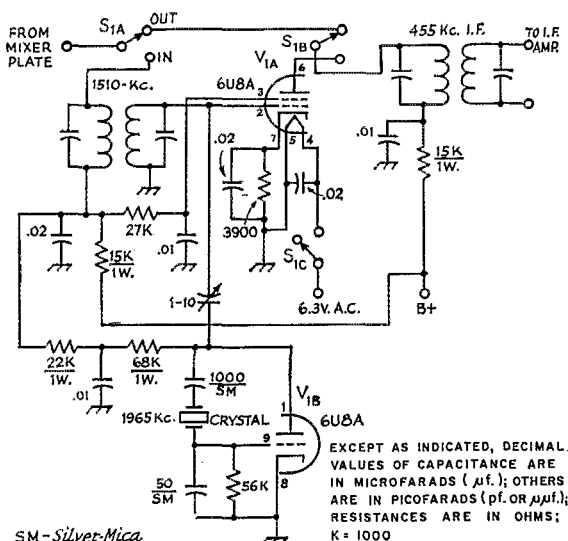 FROM
MIXER
PLATE
S1A
OUT
IN
1510-Kc.
S1B
V1A
6U8A
6
3
2
7
5
4
455 Kc. I.F.
TO I.F.
AMP.
.01
15K
1W.
.02
.02
3900
S1C
6.3V. A.C.
B+
.02
27K
15K
1W.
.01
1-10
22K
1W.
68K
1W.
.01
1000
SM
1965 Kc.
CRYSTAL
1
V1B
6U8A
9
8
50
SM
56K
EXCEPT AS INDICATED, DECIMAL
VALUES OF CAPACITANCE ARE
IN MICROFARADS (µf.); OTHERS
ARE IN PICOFARADS (pf. OR µµf.);
RESISTANCES ARE IN OHMS;
K = 1000
SM-Silver-Mica